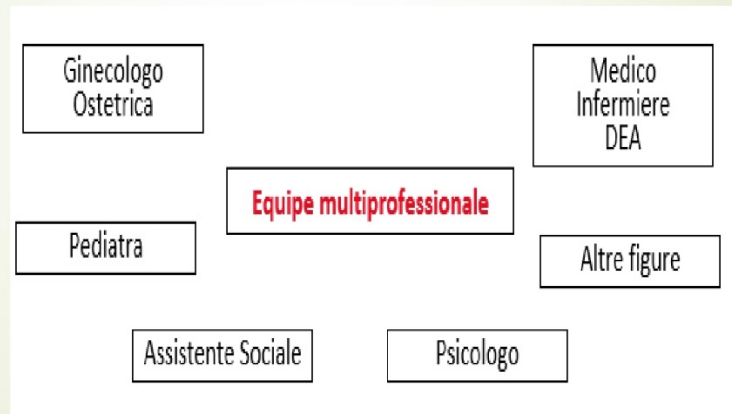 Ginecologo
Ostetrica
Medico
Infermiere
DEA
Equipe multiprofessionale
Pediatra
Altre figure
Assistente Sociale
Psicologo